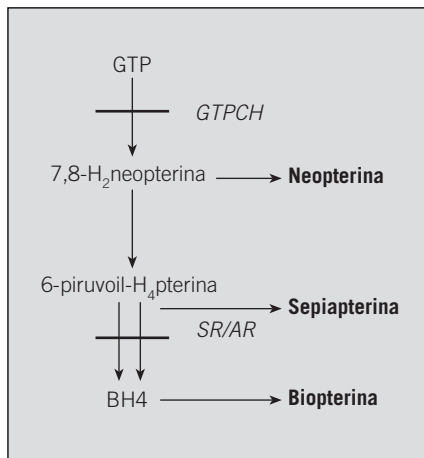 GTP
GTPCH
7,8-H₂neopterina
Neopterina
6-piruvoil-H₄pterina
Sepiapterina
SR/AR
BH4
Biopterina